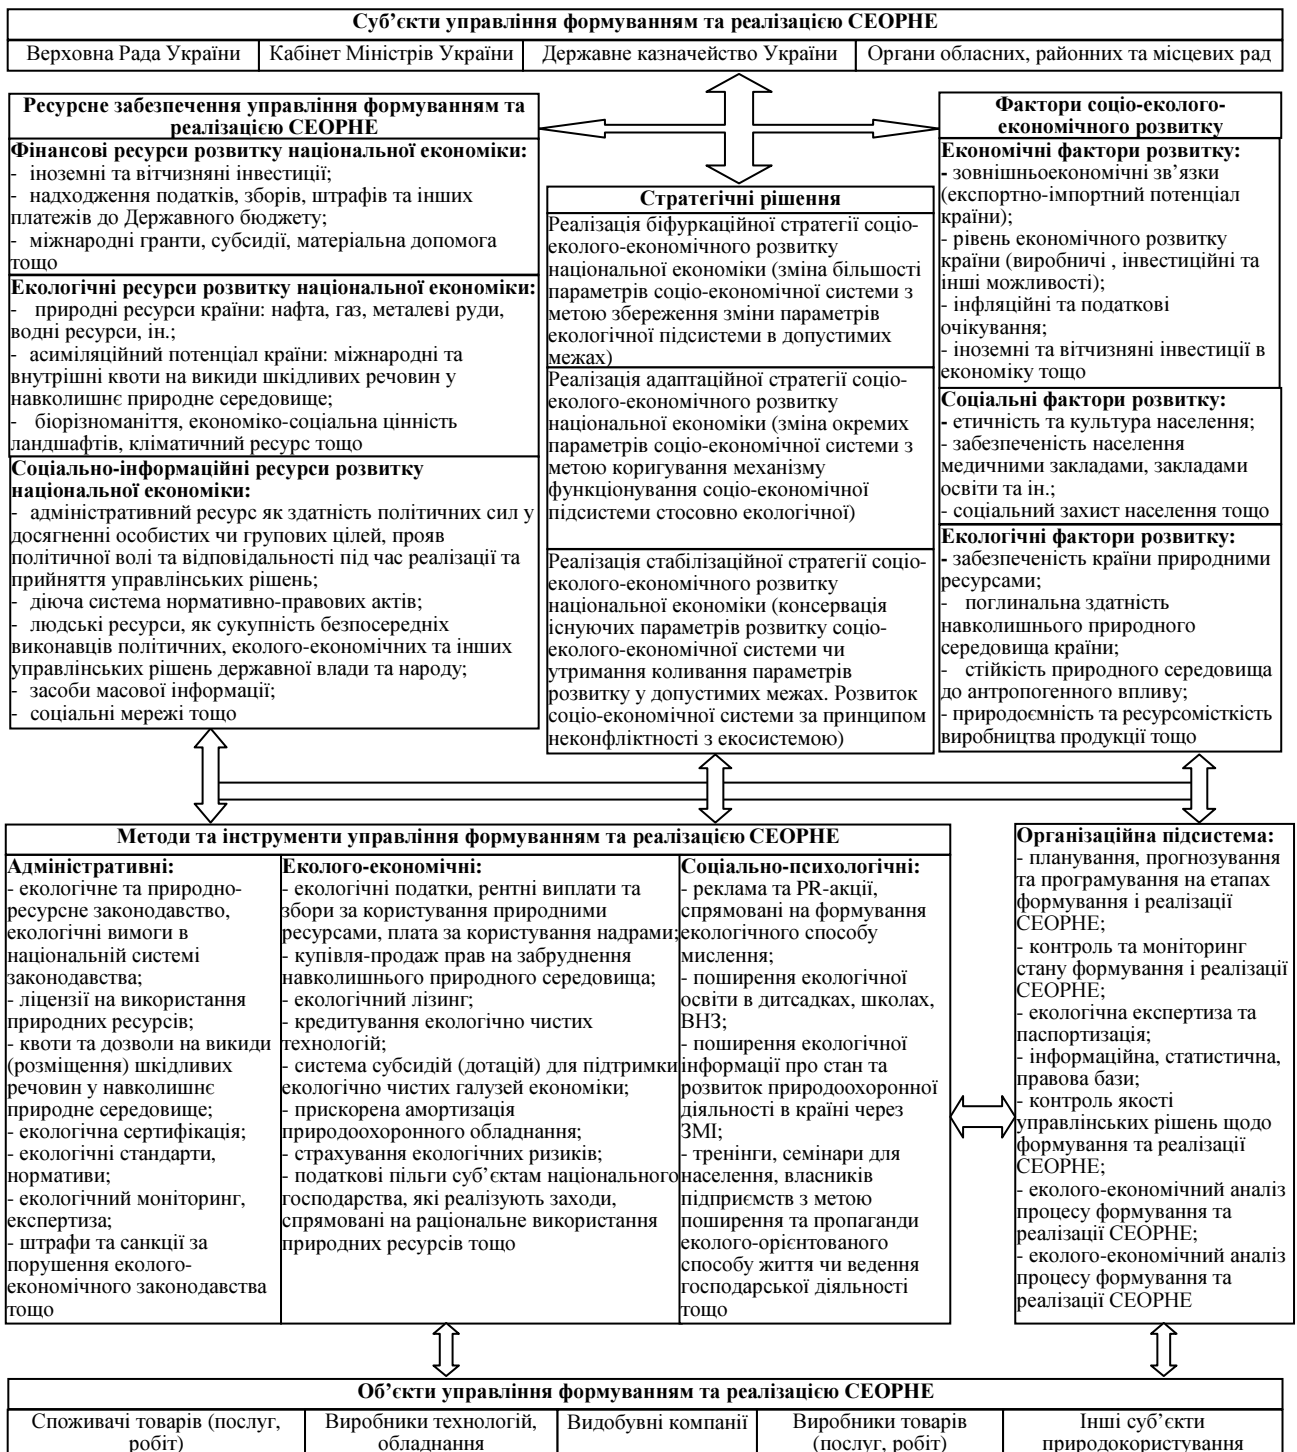 Суб’єкти управління формуванням та реалізацією СЕОРНЕ
Верховна Рада України
Кабінет Міністрів України
Державне казначейство України
Органи обласних, районних та місцевих рад
Ресурсне забезпечення управління формуванням та
реалізацією СЕОРНЕ
Фінансові ресурси розвитку національної економіки:
- іноземні та вітчизняні інвестиції;
- надходження податків, зборів, штрафів та інших
платежів до Державного бюджету;
- міжнародні гранти, субсидії, матеріальна допомога
тощо
Екологічні ресурси розвитку національної економіки:
- природні ресурси країни: нафта, газ, металеві руди,
водні ресурси, ін.;
- асиміляційний потенціал країни: міжнародні та
внутрішні квоти на викиди шкідливих речовин у
навколишнє природне середовище;
- біорізноманіття, економіко-соціальна цінність
ландшафтів, кліматичний ресурс тощо
Соціально-інформаційні ресурси розвитку
національної економіки:
- адміністративний ресурс як здатність політичних сил у
досягненні особистих чи групових цілей, прояв
політичної волі та відповідальності під час реалізації та
прийняття управлінських рішень;
- діюча система нормативно-правових актів;
- людські ресурси, як сукупність безпосередніх
виконавців політичних, еколого-економічних та інших
управлінських рішень державної влади та народу;
- засоби масової інформації;
- соціальні мережі тощо
Стратегічні рішення
Реалізація біфуркаційної стратегії соціо-
еколого-економічного розвитку
національної економіки (зміна більшості
параметрів соціо-економічної системи з
метою збереження зміни параметрів
екологічної підсистеми в допустимих
межах)
Реалізація адаптаційної стратегії соціо-
еколого-економічного розвитку
національної економіки (зміна окремих
параметрів соціо-економічної системи з
метою коригування механізму
функціонування соціо-економічної
підсистеми стосовно екологічної)
Реалізація стабілізаційної стратегії соціо-
еколого-економічного розвитку
національної економіки (консервація
існуючих параметрів розвитку соціо-
еколого-економічної системи чи
утримання коливання параметрів
розвитку у допустимих межах. Розвиток
соціо-економічної системи за принципом
неконфліктності з екосистемою)
Фактори соціо-еколого-
економічного розвитку
Економічні фактори розвитку:
- зовнішньоекономічні зв’язки
(експортно-імпортний потенціал
країни);
- рівень економічного розвитку
країни (виробничі , інвестиційні та
інші можливості);
- інфляційні та податкові
очікування;
- іноземні та вітчизняні інвестиції в
економіку тощо
Соціальні фактори розвитку:
- етичність та культура населення;
- забезпеченість населення
медичними закладами, закладами
освіти та ін.;
- соціальний захист населення тощо
Екологічні фактори розвитку:
- забезпеченість країни природними
ресурсами;
- поглинальна здатність
навколишнього природного
середовища країни;
- стійкість природного середовища
до антропогенного впливу;
- природоємність та ресурсомісткість
виробництва продукції тощо
Методи та інструменти управління формуванням та реалізацією СЕОРНЕ
Адміністративні:
- екологічне та природно-
ресурсне законодавство,
екологічні вимоги в
національній системі
законодавства;
- ліцензії на використання
природних ресурсів;
- квоти та дозволи на викиди
(розміщення) шкідливих
речовин у навколишнє
природне середовище;
- екологічна сертифікація;
- екологічні стандарти,
нормативи;
- екологічний моніторинг,
експертиза;
- штрафи та санкції за
порушення еколого-
економічного законодавства
тощо
Еколого-економічні:
- екологічні податки, рентні виплати та
збори за користування природними
ресурсами, плата за користування надрами;
- купівля-продаж прав на забруднення
навколишнього природного середовища;
- екологічний лізинг;
- кредитування екологічно чистих
технологій;
- система субсидій (дотацій) для підтримки
екологічно чистих галузей економіки;
- прискорена амортизація
природоохоронного обладнання;
- страхування екологічних ризиків;
- податкові пільги суб’єктам національного
господарства, які реалізують заходи,
спрямовані на раціональне використання
природних ресурсів тощо
Соціально-психологічні:
- реклама та PR-акції,
спрямовані на формування
екологічного способу
мислення;
- поширення екологічної
освіти в дитсадках, школах,
ВНЗ;
- поширення екологічної
інформації про стан та
розвиток природоохоронної
діяльності в країні через
ЗМІ;
- тренінги, семінари для
населення, власників
підприємств з метою
поширення та пропаганди
еколого-орієнтованого
способу життя чи ведення
господарської діяльності
тощо
Організаційна підсистема:
- планування, прогнозування
та програмування на етапах
формування і реалізації
СЕОРНЕ;
- контроль та моніторинг
стану формування і реалізації
СЕОРНЕ;
- екологічна експертиза та
паспортизація;
- інформаційна, статистична,
правова бази;
- контроль якості
управлінських рішень щодо
формування та реалізації
СЕОРНЕ;
- еколого-економічний аналіз
процесу формування та
реалізації СЕОРНЕ;
- еколого-економічний аналіз
процесу формування та
реалізації СЕОРНЕ
Об’єкти управління формуванням та реалізацією СЕОРНЕ
Споживачі товарів (послуг,
робіт)
Виробники технологій,
обладнання
Видобувні компанії
Виробники товарів
(послуг, робіт)
Інші суб’єкти
природокористування